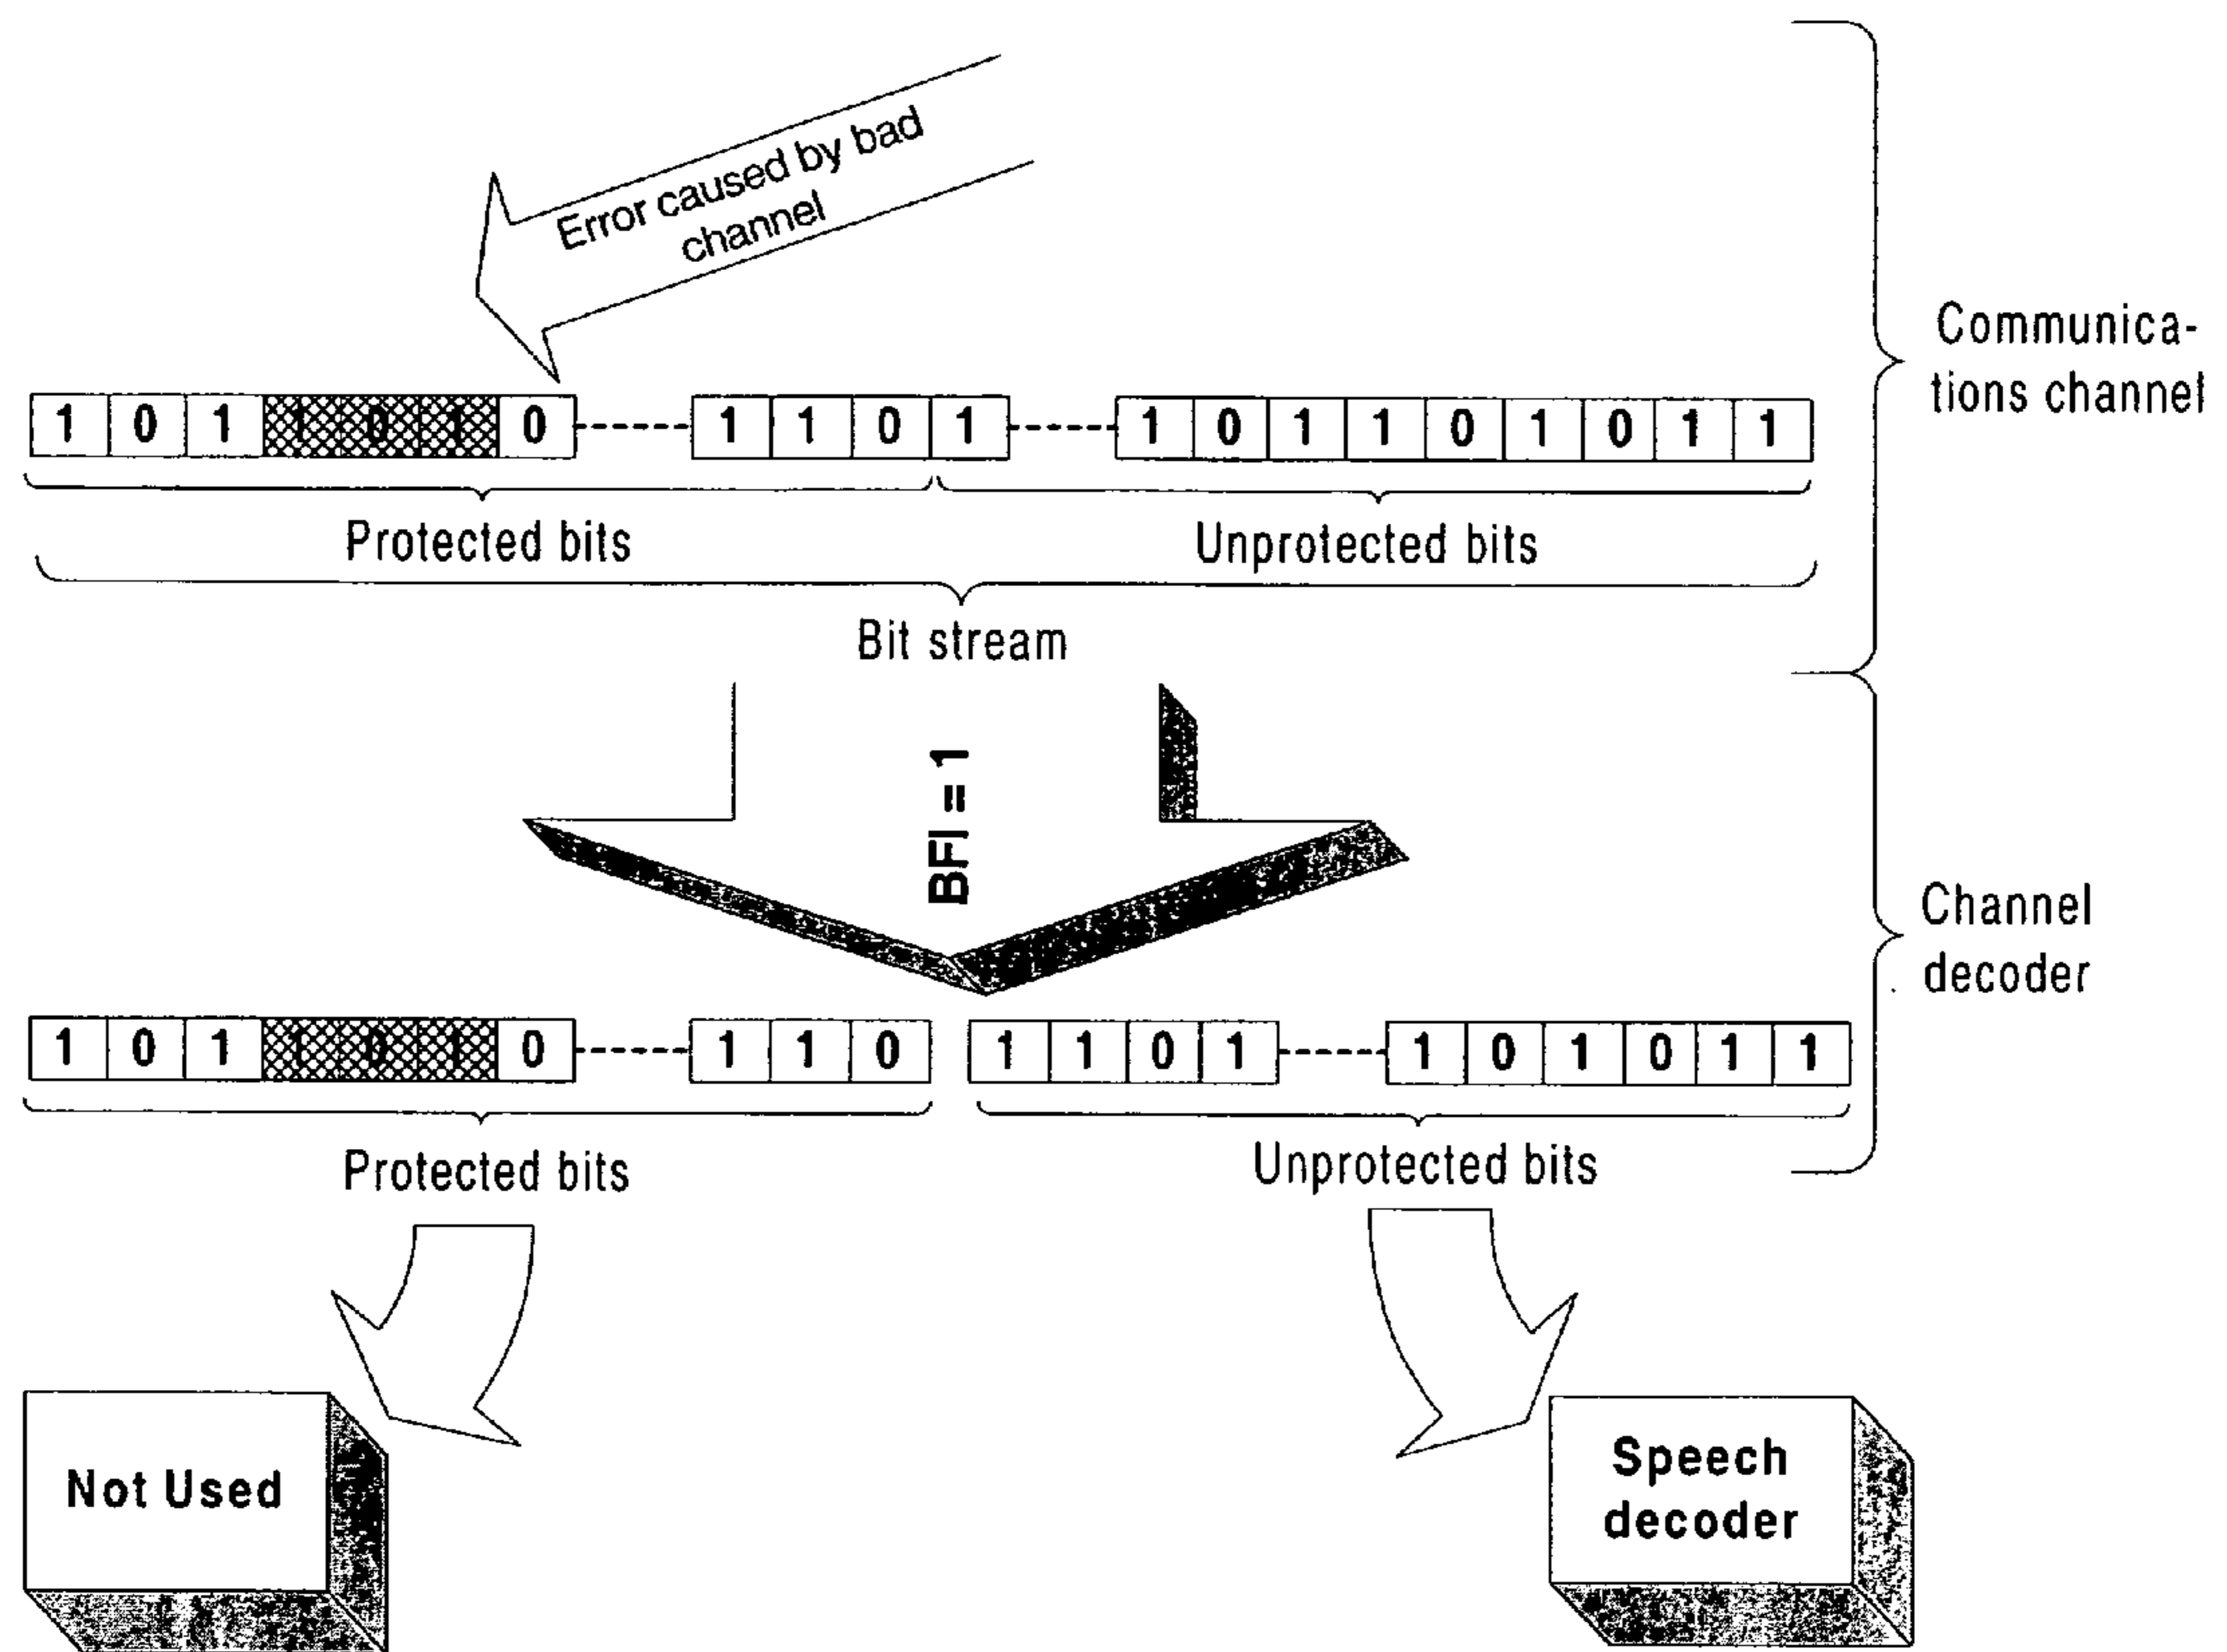 Error caused by bad
channel
1 0 1 1 0 1 0 1 1 0 1 1 0 1 1 0 1 0 1 1
Protected bits
Unprotected bits
Bit stream
Communica-
tions channel
BFI = 1
1 0 1 1 0 1 0 1 1 0 1 1 0 1 1 0 1 0 1 1
Protected bits
Unprotected bits
Channel
decoder
Not Used
Speech
decoder